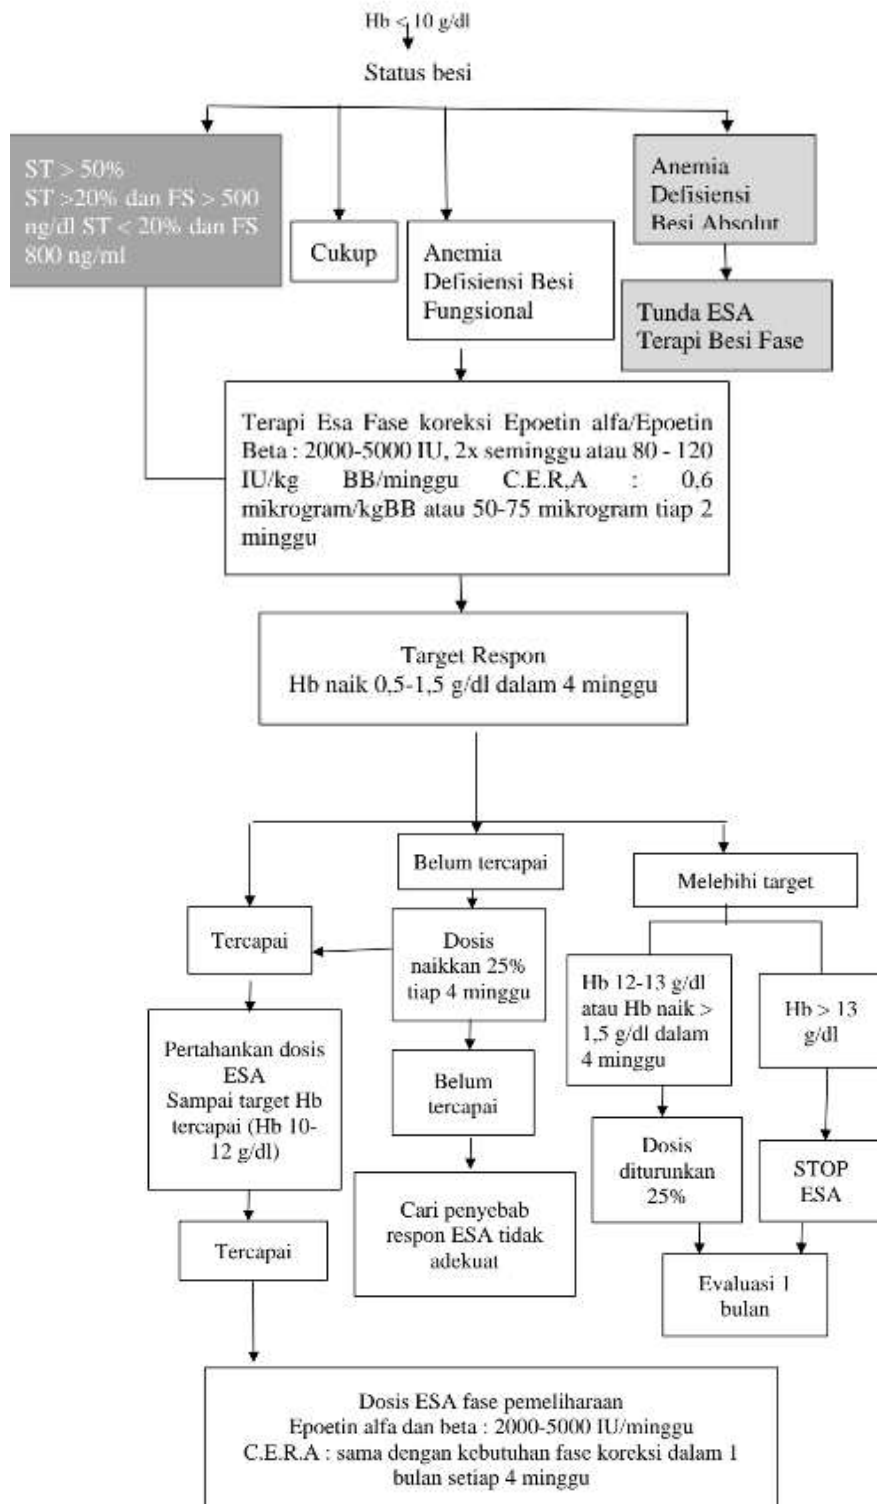 Hb < 10 g/dl
Status besi
ST > 50%
ST >20% dan FS > 500
ng/dl ST < 20% dan FS
800 ng/ml
Cukup
Anemia
Defisiensi Besi
Fungsional
Anemia
Defisiensi
Besi Absolut
Tunda ESA
Terapi Besi Fase
Terapi Esa Fase koreksi Epoetin alfa/Epoetin
Beta : 2000-5000 IU, 2x seminggu atau 80 - 120
IU/kg BB/minggu C.E.R,A : 0,6
mikrogram/kgBB atau 50-75 mikrogram tiap 2
minggu
Target Respon
Hb naik 0,5-1,5 g/dl dalam 4 minggu
Belum tercapai
Melebihi target
Tercapai
Dosis
naikkan 25%
tiap 4 minggu
Hb 12-13 g/dl
atau Hb naik >
1,5 g/dl dalam
4 minggu
Hb > 13
g/dl
Pertahankan dosis
ESA
Sampai target Hb
tercapai (Hb 10-
12 g/dl)
Belum
tercapai
Dosis
diturunkan
25%
STOP
ESA
Cari penyebab
respon ESA tidak
adekuat
Tercapai
Evaluasi 1
bulan
Dosis ESA fase pemeliharaan
Epoetin alfa dan beta : 2000-5000 IU/minggu
C.E.R.A : sama dengan kebutuhan fase koreksi dalam 1
bulan setiap 4 minggu